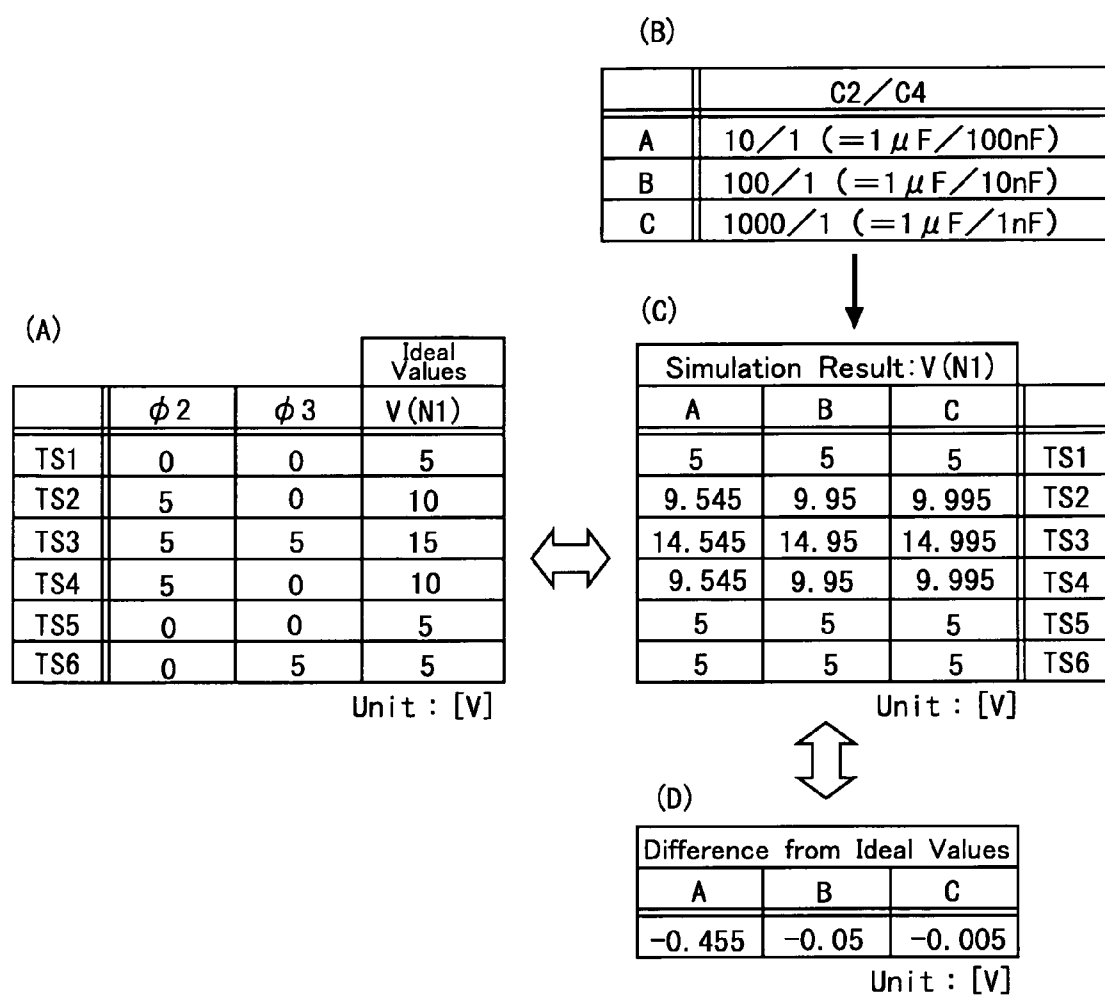 (B)
C2/C4
A 10/1 (=1μF/100nF)
B 100/1 (=1μF/10nF)
C 1000/1 (=1μF/1nF)
(A)
Ideal
Values
φ2 φ3 V(N1)
TS1 0 0 5
TS2 5 0 10
TS3 5 5 15
TS4 5 0 10
TS5 0 0 5
TS6 0 5 5
Unit : [V]
(C)
Simulation Result:V(N1)
A B C
5 5 5 TS1
9.545 9.95 9.995 TS2
14.545 14.95 14.995 TS3
9.545 9.95 9.995 TS4
5 5 5 TS5
5 5 5 TS6
Unit : [V]
(D)
Difference from Ideal Values
A B C
-0.455 -0.05 -0.005
Unit : [V]